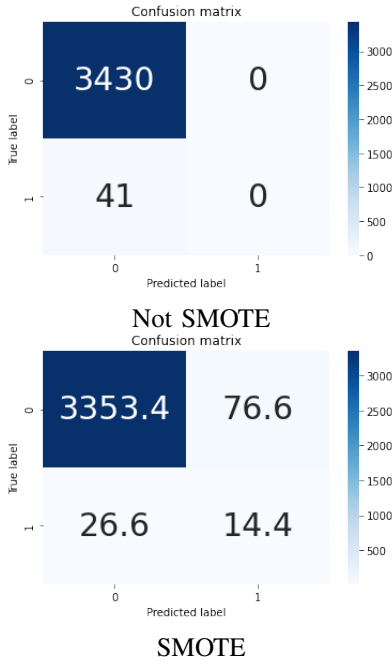 Confusion matrix
3430 0
41 0
0
1
True label
0 1
Predicted label
3000
2500
2000
1500
1000
500
0
Not SMOTE
Confusion matrix
3353.4 76.6
26.6 14.4
0
1
True label
0 1
Predicted label
3000
2500
2000
1500
1000
500
SMOTE